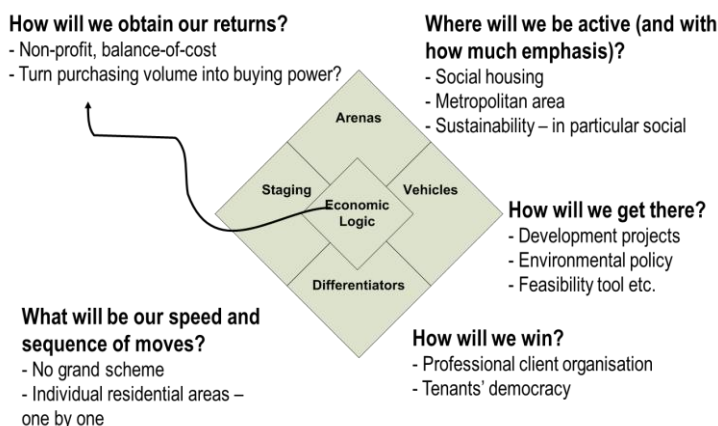 How will we obtain our returns?
- Non-profit, balance-of-cost
- Turn purchasing volume into buying power?
Where will we be active (and with
how much emphasis)?
- Social housing
- Metropolitan area
- Sustainability – in particular social
Arenas
Staging
Vehicles
Economic
Logic
Differentiators
How will we get there?
- Development projects
- Environmental policy
- Feasibility tool etc.
What will be our speed and
sequence of moves?
- No grand scheme
- Individual residential areas –
one by one
How will we win?
- Professional client organisation
- Tenants' democracy